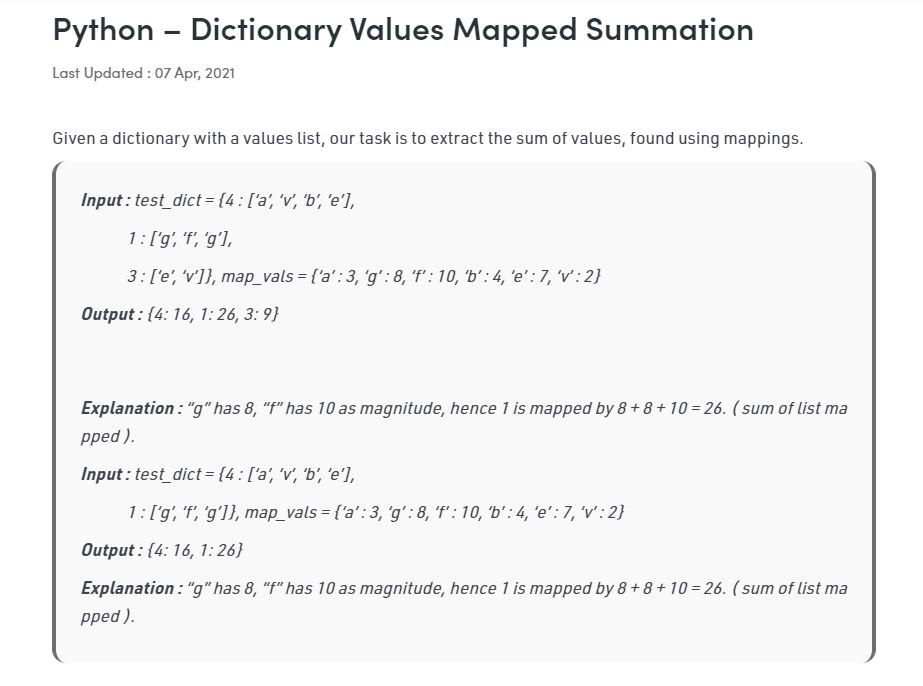 Python – Dictionary Values Mapped Summation
Last Updated : 07 Apr, 2021
Given a dictionary with a values list, our task is to extract the sum of values, found using mappings.
Input : test_dict = {4 : ['a', 'v', 'b', 'e'],
1 : ['g', 'f', 'g'],
3 : ['e', 'v']}, map_vals = {'a' : 3, 'g' : 8, 'f' : 10, 'b' : 4, 'e' : 7, 'v' : 2}
Output : {4: 16, 1: 26, 3: 9}
Explanation : “g” has 8, “f” has 10 as magnitude, hence 1 is mapped by 8 + 8 + 10 = 26. ( sum of list ma
pped ).
Input : test_dict = {4 : ['a', 'v', 'b', 'e'],
1 : ['g', 'f', 'g']}, map_vals = {'a' : 3, 'g' : 8, 'f' : 10, 'b' : 4, 'e' : 7, 'v' : 2}
Output : {4: 16, 1: 26}
Explanation : “g” has 8, “f” has 10 as magnitude, hence 1 is mapped by 8 + 8 + 10 = 26. ( sum of list ma
pped ).